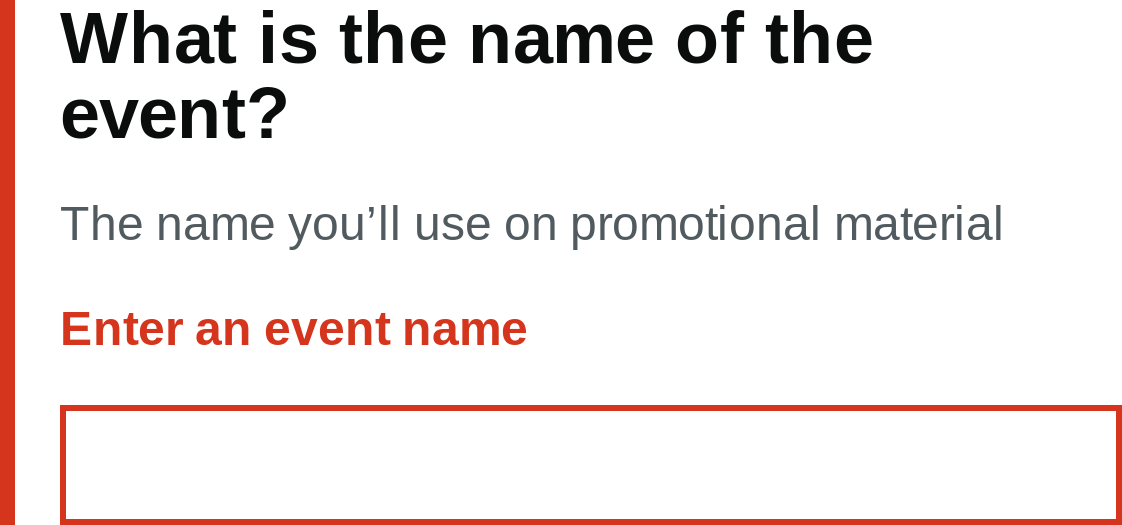 What is the name of the
event?
The name you’ll use on promotional material
Enter an event name